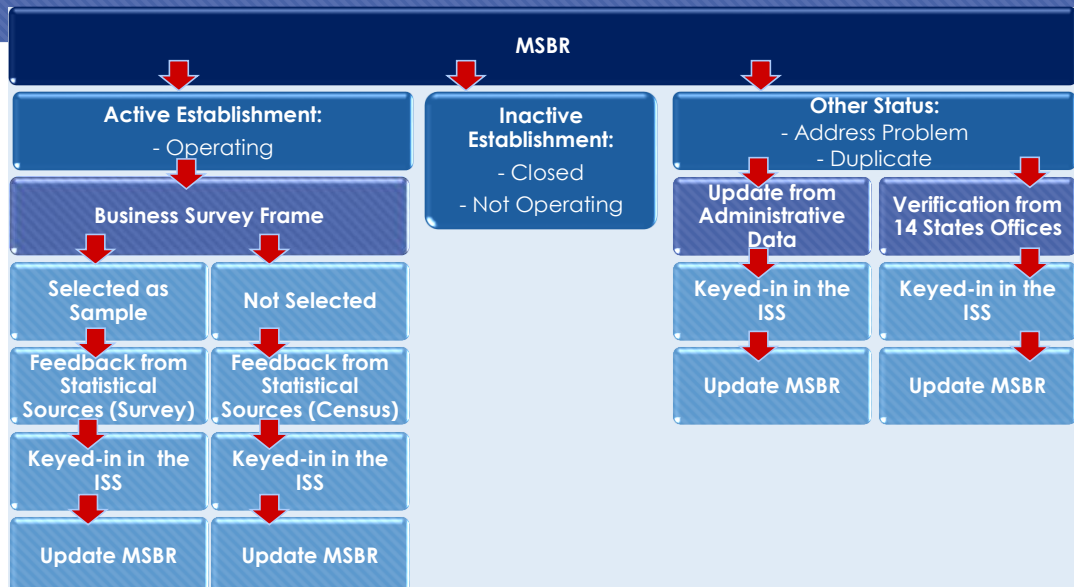 MSBR
Active Establishment:
- Operating
Inactive
Establishment:
- Closed
- Not Operating
Other Status:
- Address Problem
- Duplicate
Business Survey Frame
Update from
Administrative
Data
Verification from
14 States Offices
Selected as
Sample
Not Selected
Keyed-in in the
ISS
Keyed-in in the
ISS
Feedback from
Statistical
Sources (Survey)
Feedback from
Statistical
Sources (Census)
Update MSBR
Update MSBR
Keyed-in in the
ISS
Keyed-in in the
ISS
Update MSBR
Update MSBR